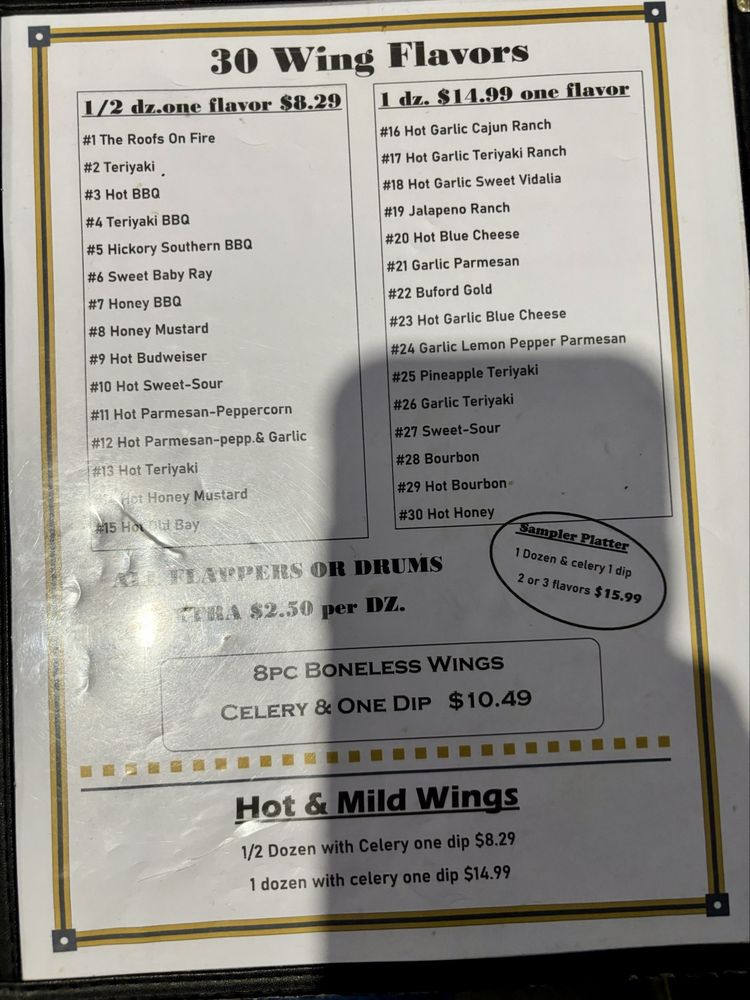 30 Wing Flavors
1/2 dz.one flavor $8.29
#1 The Roofs On Fire
#2 Teriyaki
#3 Hot BBQ
#4 Teriyaki BBQ
#5 Hickory Southern BBQ
#6 Sweet Baby Ray
#7 Honey BBQ
#8 Honey Mustard
#9 Hot Budweiser
#10 Hot Sweet-Sour
#11 Hot Parmesan-Peppercorn
#12 Hot Parmesan-pepp.& Garlic
#13 Hot Teriyaki
Hot Honey Mustard
#15 Hot Old Bay
1 dz. $14.99 one flavor
#16 Hot Garlic Cajun Ranch
#17 Hot Garlic Teriyaki Ranch
#18 Hot Garlic Sweet Vidalia
#19 Jalapeno Ranch
#20 Hot Blue Cheese
#21 Garlic Parmesan
#22 Buford Gold
#23 Hot Garlic Blue Cheese
#24 Garlic Lemon Pepper Parmesan
#25 Pineapple Teriyaki
#26 Garlic Teriyaki
#27 Sweet-Sour
#28 Bourbon
#29 Hot Bourbon
#30 Hot Honey
Sampler Platter
1 Dozen & celery 1 dip
2 or 3 flavors $15.99
ALL FLAPPERS OR DRUMS
$2.50 per DZ.
8PC BONELESS WINGS
CELERY & ONE DIP $10.49
Hot & Mild Wings
1/2 Dozen with Celery one dip $8.29
1 dozen with celery one dip $14.99